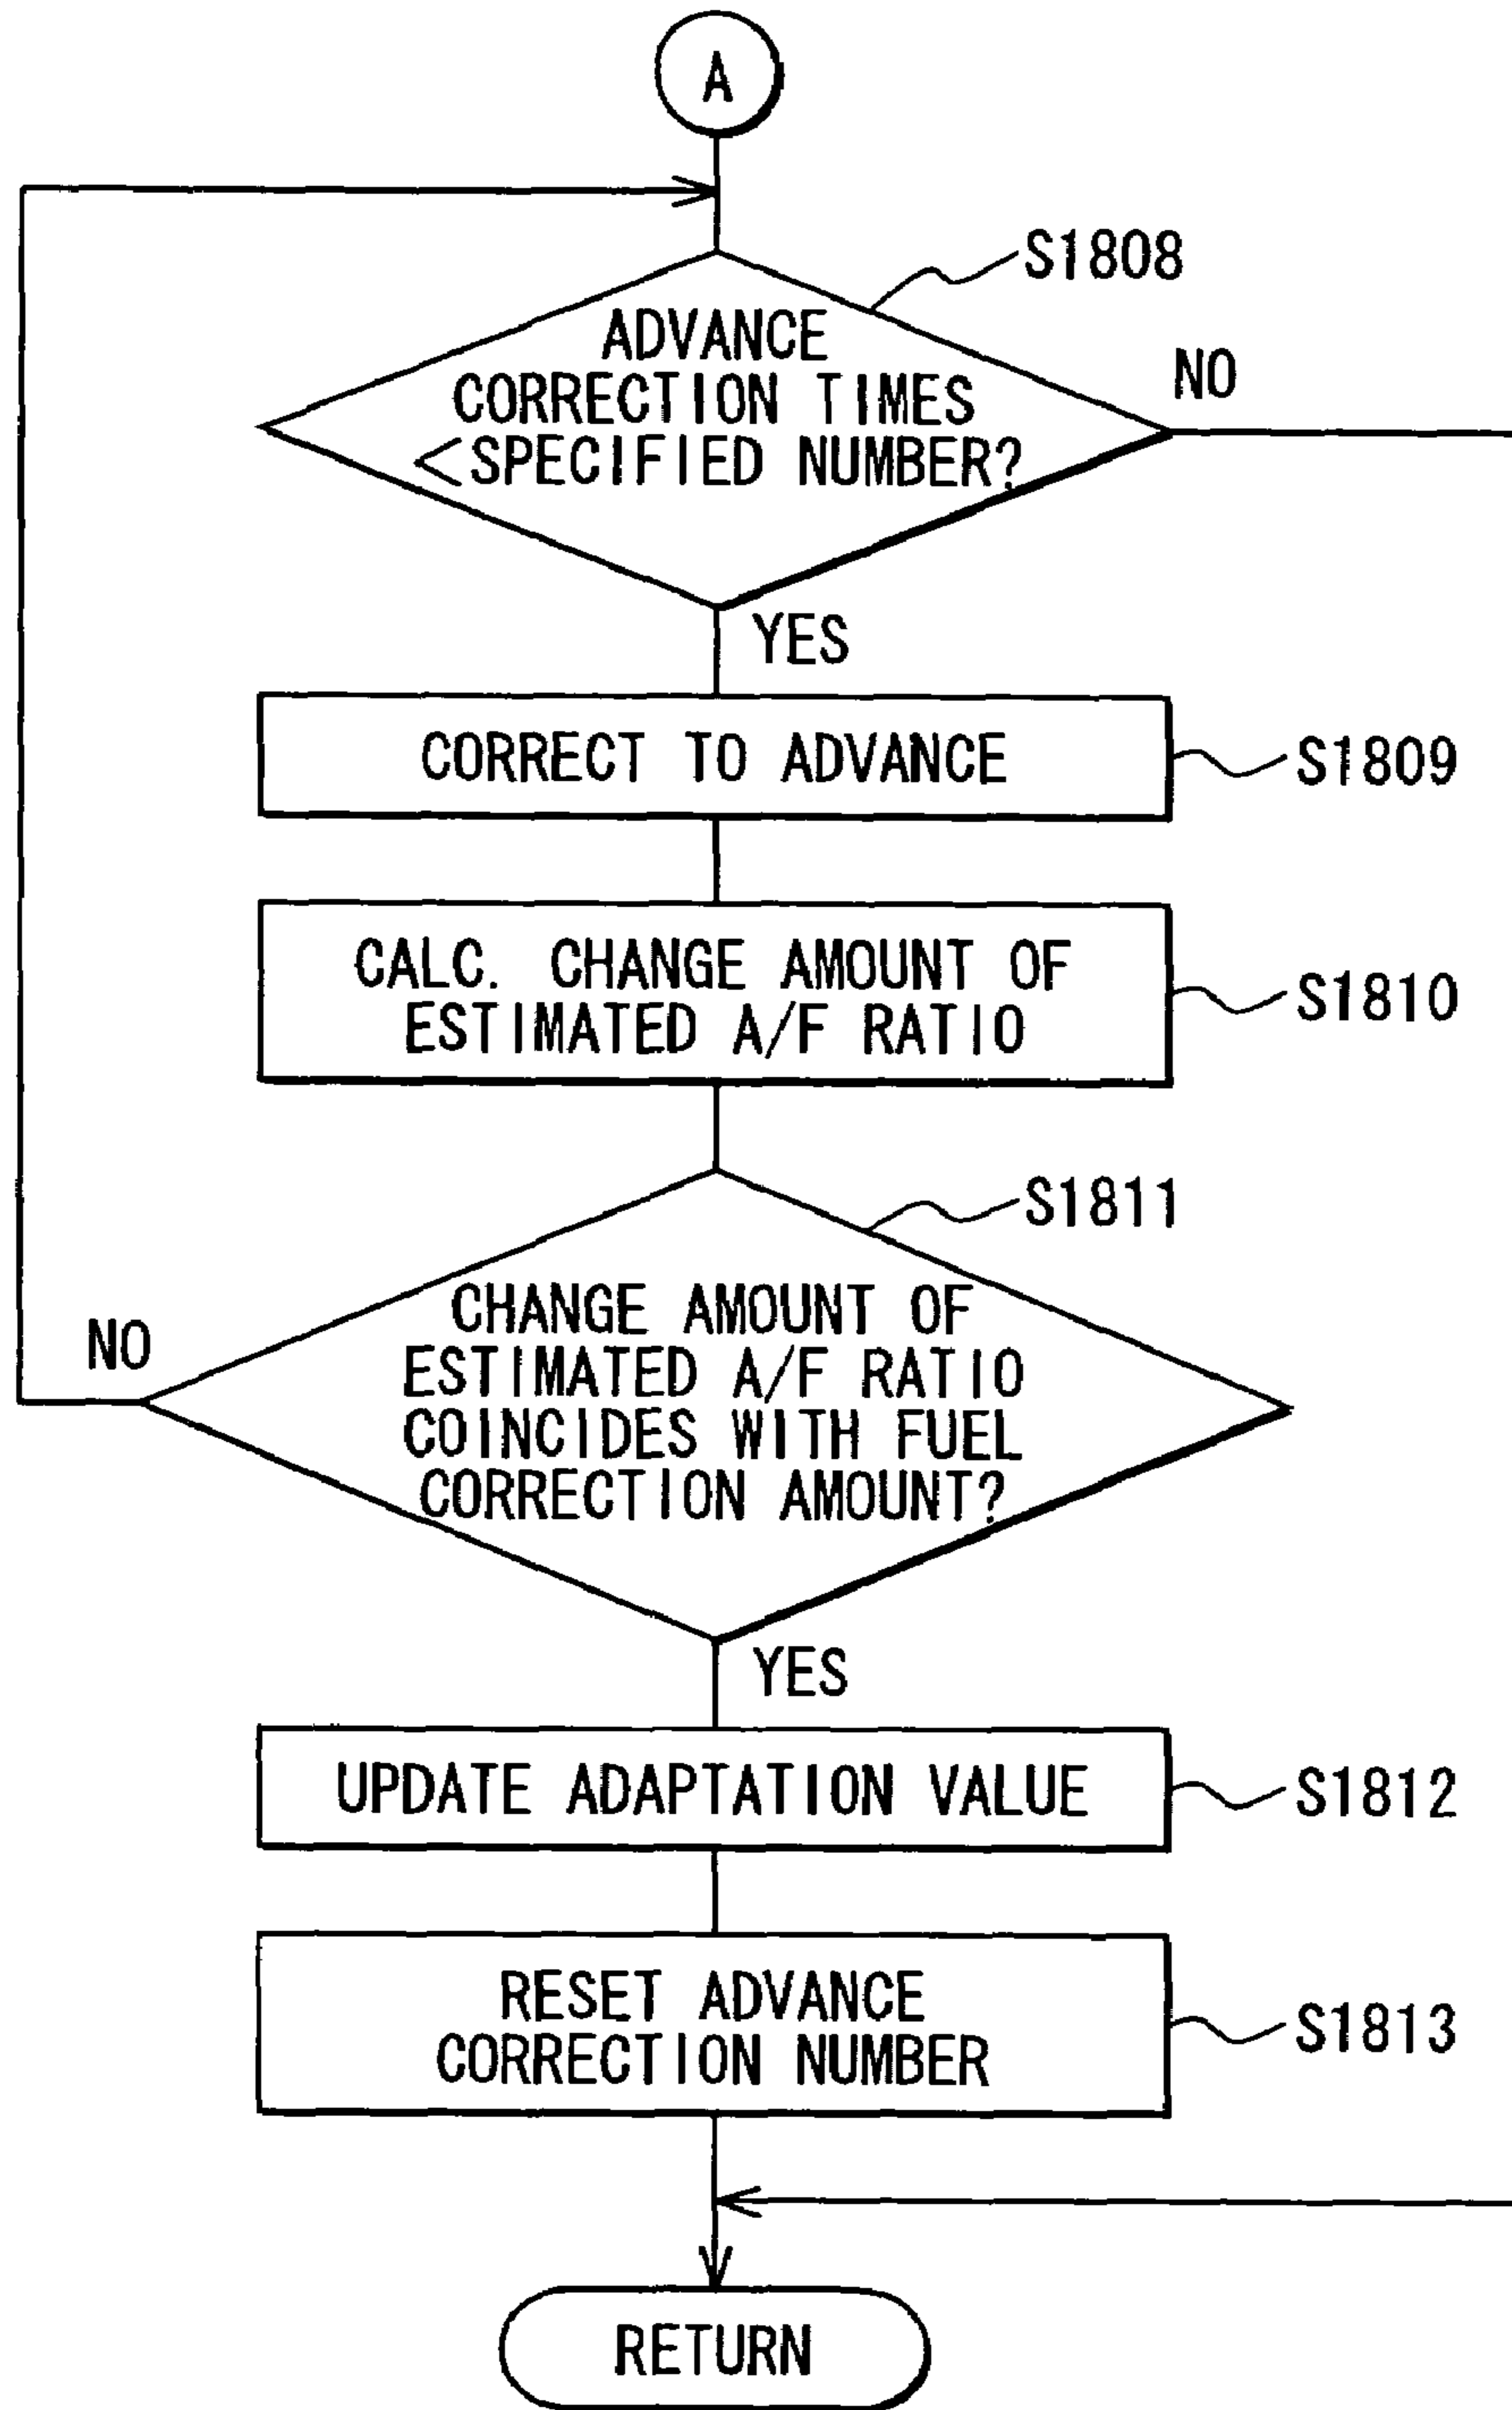 A
S1808
ADVANCE
CORRECTION TIMES
<SPECIFIED NUMBER?
NO
YES
CORRECT TO ADVANCE
S1809
CALC. CHANGE AMOUNT OF
ESTIMATED A/F RATIO
S1810
S1811
CHANGE AMOUNT OF
ESTIMATED A/F RATIO
COINCIDES WITH FUEL
CORRECTION AMOUNT?
NO
YES
UPDATE ADAPTATION VALUE
S1812
RESET ADVANCE
CORRECTION NUMBER
S1813
RETURN